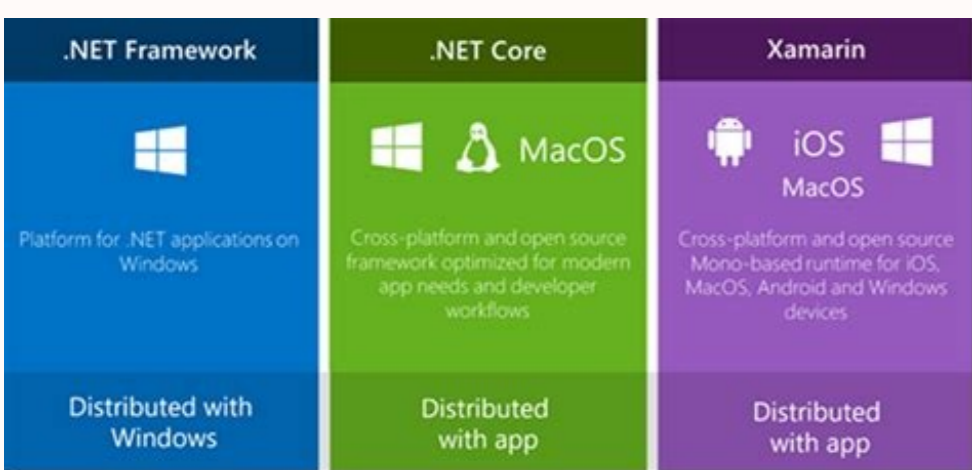 .NET Framework
Platform for .NET applications on
Windows
Distributed with
Windows
.NET Core
MacOS
Cross-platform and open source
framework optimized for modern
app needs and developer
workflows
Distributed
with app
Xamarin
iOS
MacOS
Cross-platform and open source
Mono-based runtime for iOS,
MacOS, Android and Windows
devices
Distributed
with app